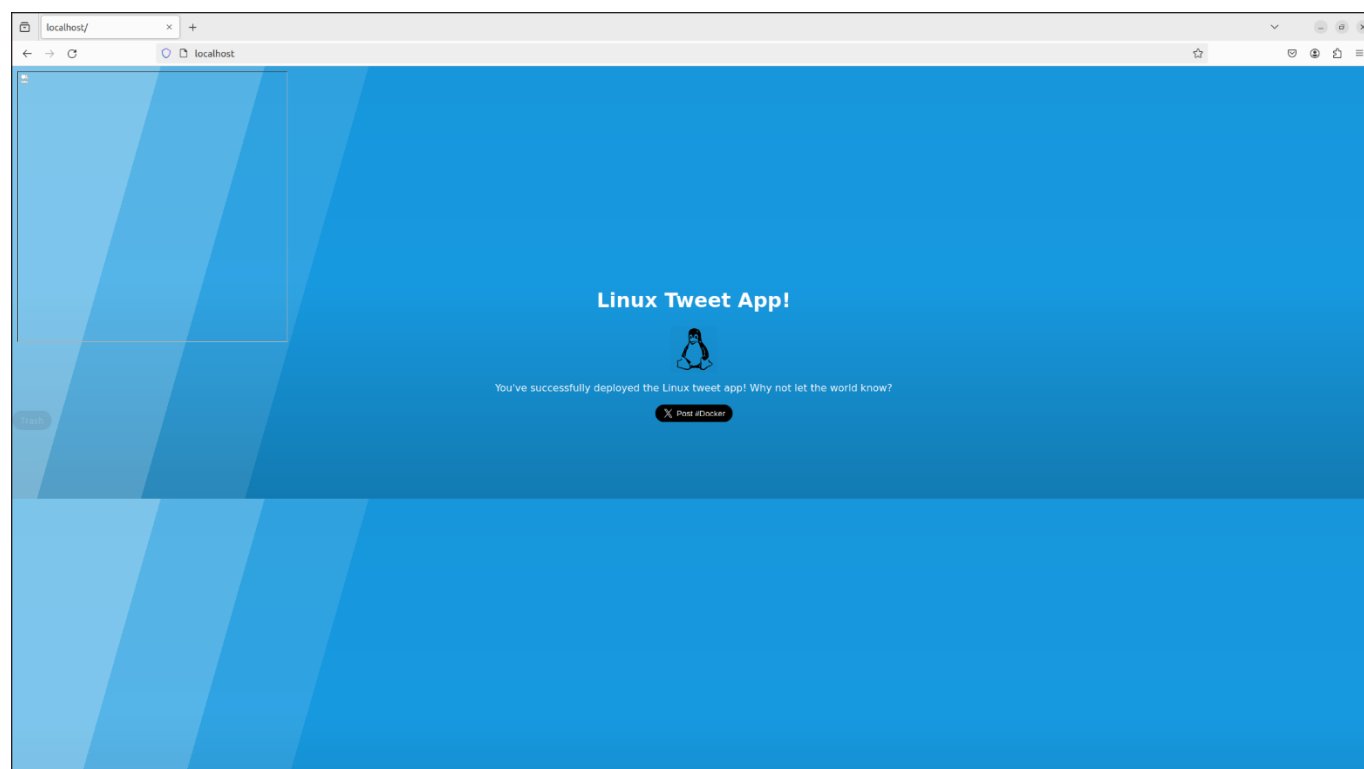 localhost/
localhost
Linux Tweet App!
You've successfully deployed the Linux tweet app! Why not let the world know?
Post #Docker
Trash